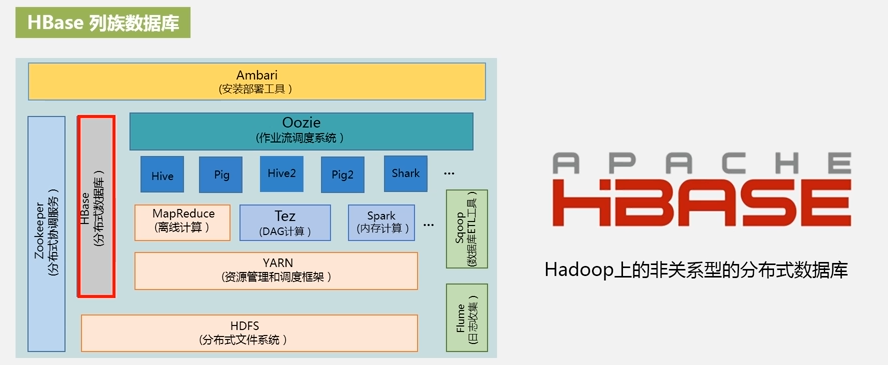 HBase 列族数据库
Ambari
(安装部署工具)
Oozie
(作业流调度系统)
Zookeeper
(分布式协调服务)
HBase
(分布式数据库)
Hive
Pig
Hive2
Pig2
Shark
...
MapReduce
(离线计算)
Tez
(DAG计算)
Spark
(内存计算)
...
Sqoop
(数据库ETL工具)
YARN
(资源管理和调度框架)
Flume
(日志收集)
HDFS
(分布式文件系统)
APACHE
HBASE
Hadoop上的非关系型的分布式数据库